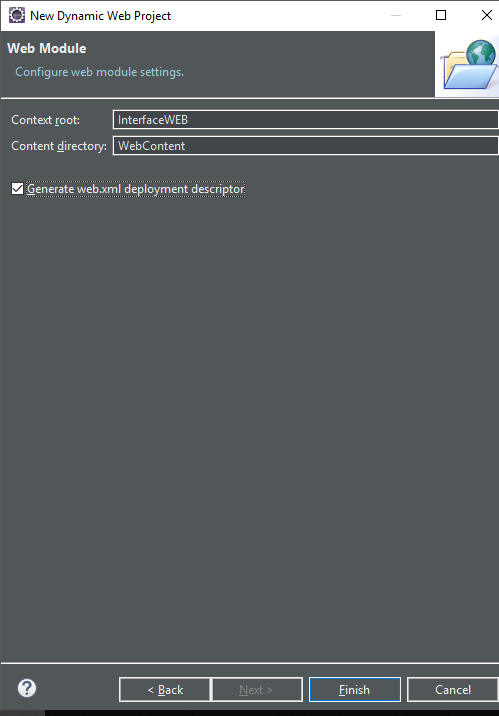 New Dynamic Web Project
Web Module
Configure web module settings.
Context root: InterfaceWEB
Content directory: WebContent
Generate web.xml deployment descriptor
? < Back Next > Finish Cancel